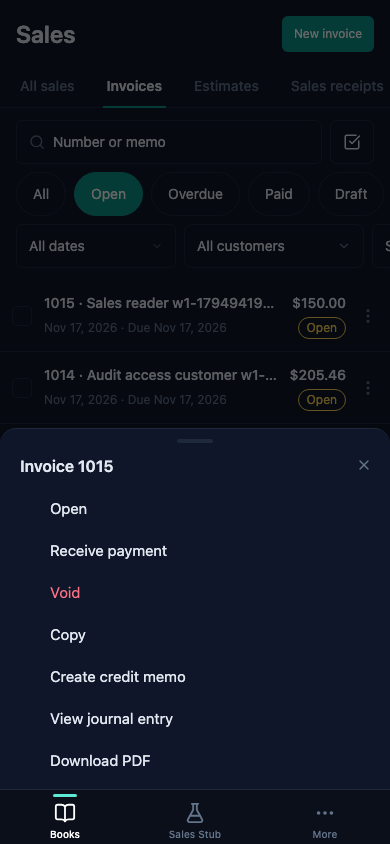 Sales
New invoice
All sales
Invoices
Estimates
Sales receipts
Number or memo
All
Open
Overdue
Paid
Draft
All dates
All customers
S
1015 · Sales reader w1-17949419...
$150.00
Nov 17, 2026 · Due Nov 17, 2026
Open
1014 · Audit access customer w1-...
$205.46
Nov 17, 2026 · Due Nov 17, 2026
Open
Invoice 1015
Open
Receive payment
Void
Copy
Create credit memo
View journal entry
Download PDF
Books
Sales Stub
More